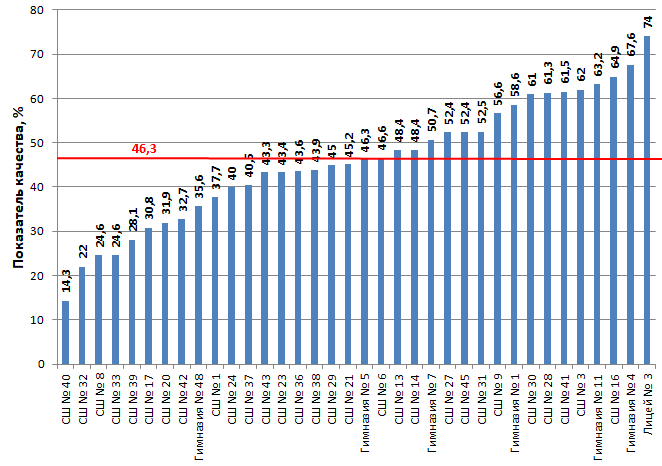 80
70
60
50
40
30
20
10
0
Показатель качества, %
46,3
14,3
22
24,6
24,6
28,1
30,8
31,9
32,7
35,6
37,7
40
40,5
43,3
43,4
43,6
43,9
45
45,2
46,3
46,6
48,4
48,4
50,7
52,4
52,4
52,5
56,6
58,6
61
61,3
61,5
62
63,2
64,9
67,6
74
СШ № 40
СШ № 32
СШ № 8
СШ № 33
СШ № 39
СШ № 17
СШ № 20
СШ № 42
Гимназия № 48
СШ № 1
СШ № 24
СШ № 37
СШ № 43
СШ № 23
СШ № 36
СШ № 38
СШ № 29
СШ № 21
Гимназия № 5
СШ № 6
СШ № 13
СШ № 14
Гимназия № 7
СШ № 27
СШ № 45
СШ № 31
СШ № 9
Гимназия № 1
СШ № 30
СШ № 28
СШ № 41
СШ № 3
Гимназия № 11
СШ № 16
Гимназия № 4
Лицей № 3